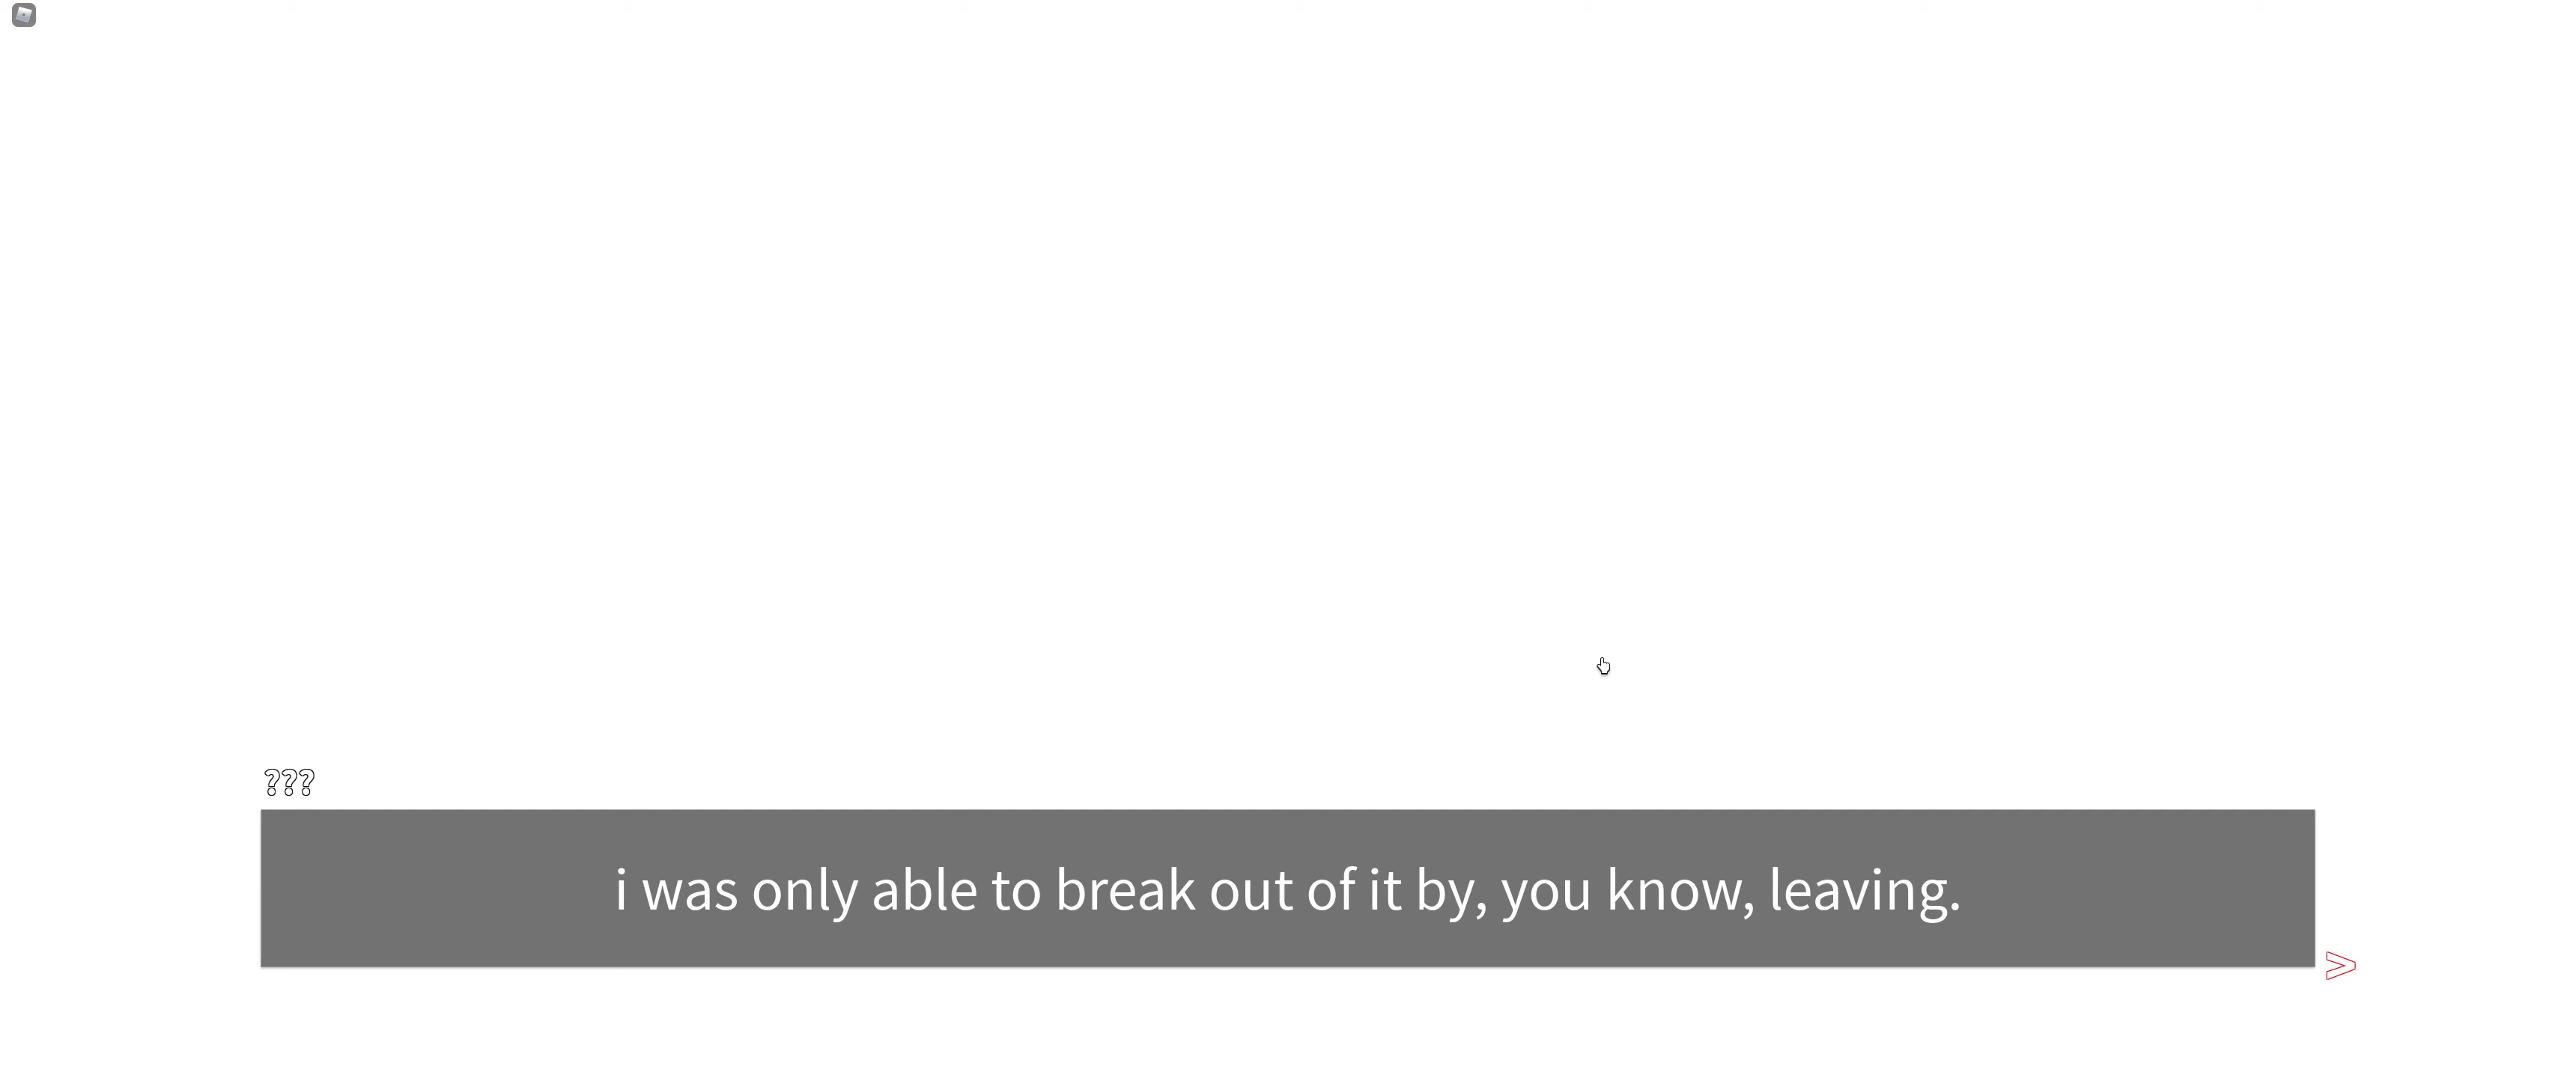 ???
i was only able to break out of it by, you know, leaving.
>